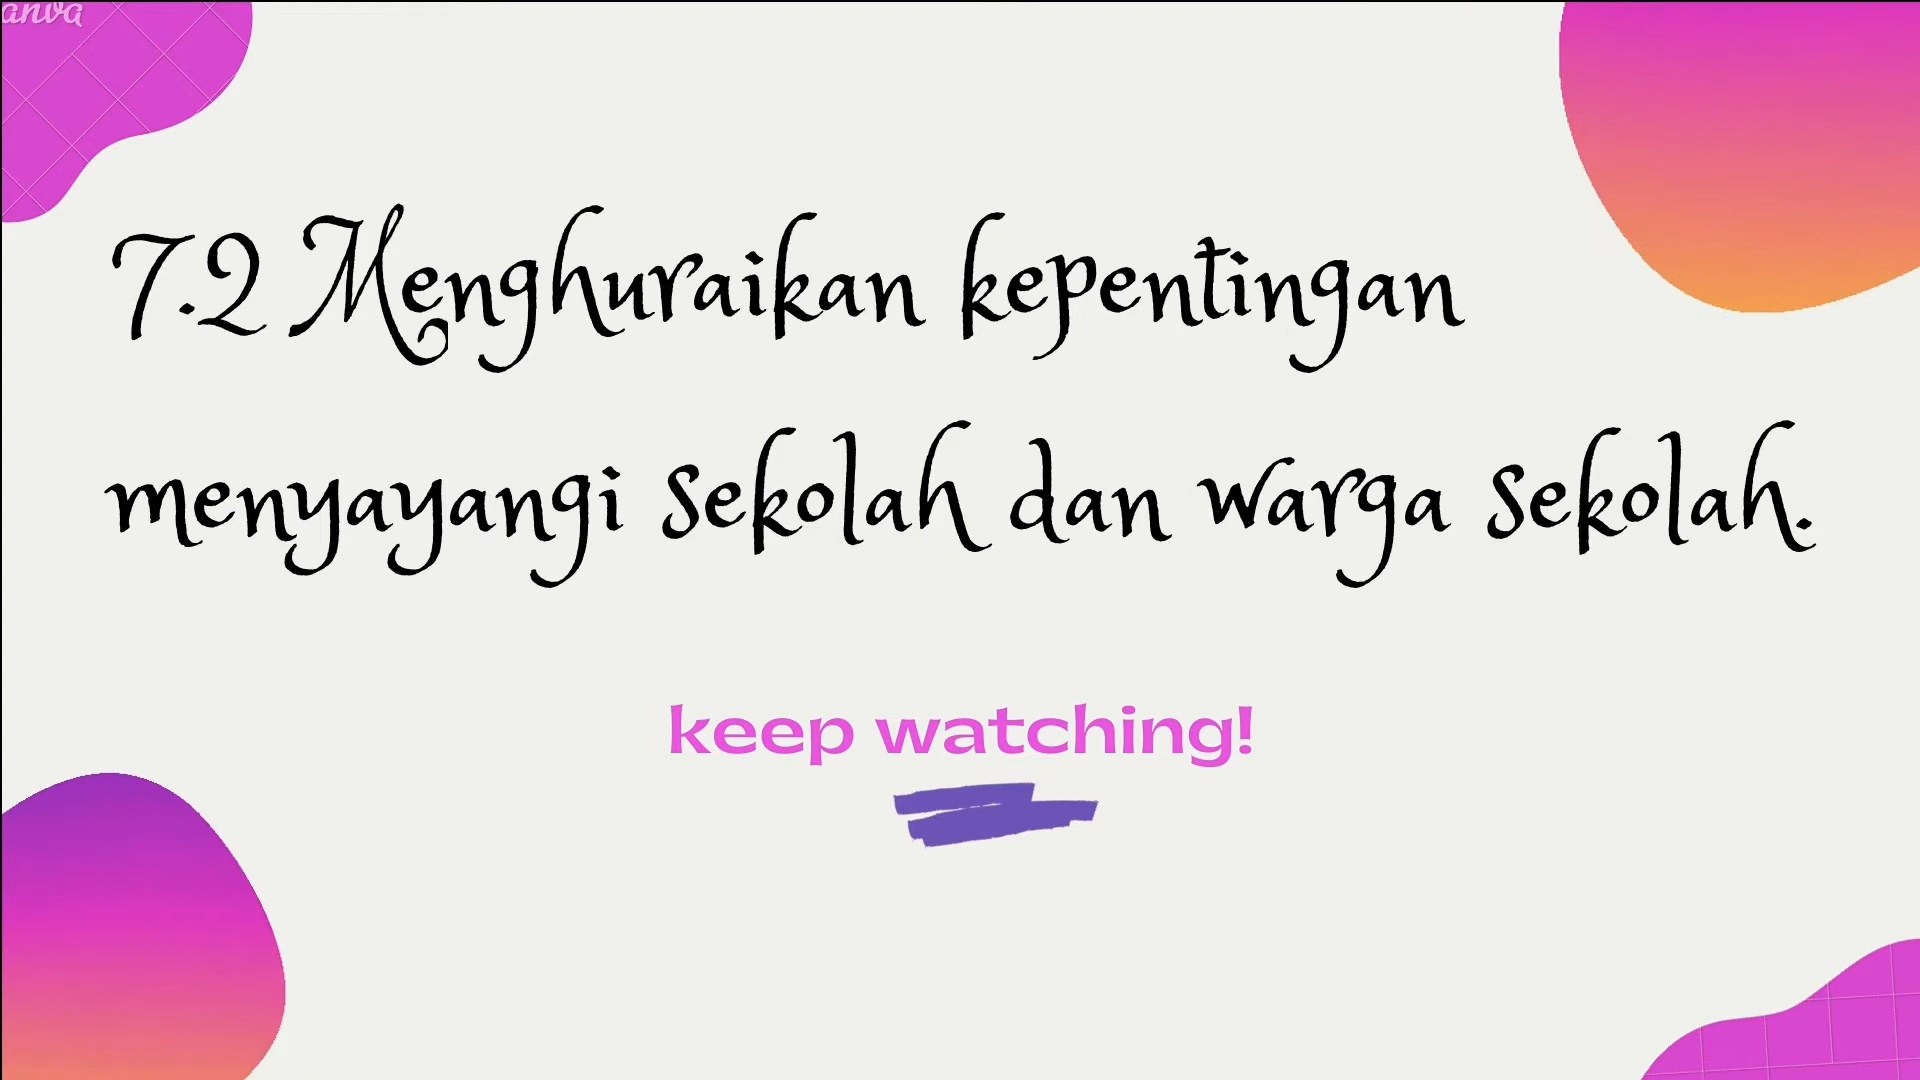 7.2 Menghuraikan kepentingan
menyayangi sekolah dan warga sekolah.
keep watching!